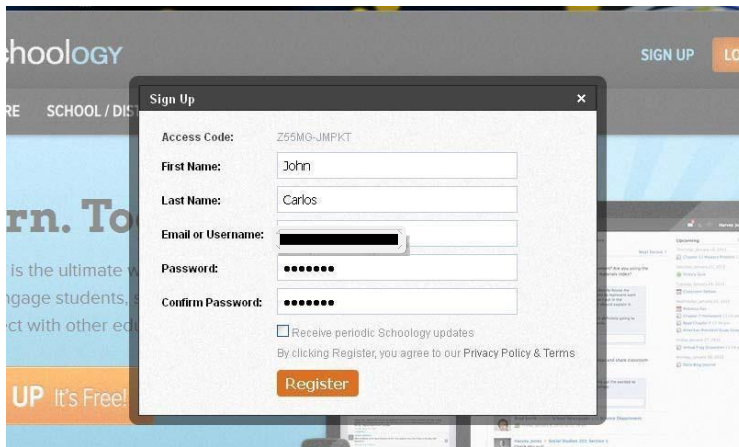 hoology
SIGN UP
LO
RE SCHOOL / DIS
Sign Up ×
Access Code: Z55MG-JMPKT
First Name: John
Last Name: Carlos
Email or Username:
Password: •••••••
Confirm Password: •••••••
Receive periodic Schoology updates
By clicking Register, you agree to our Privacy Policy & Terms
Register
rn. To
is the ultimate w
ngage students, s
ct with other edu
UP It's Free!
Upcoming